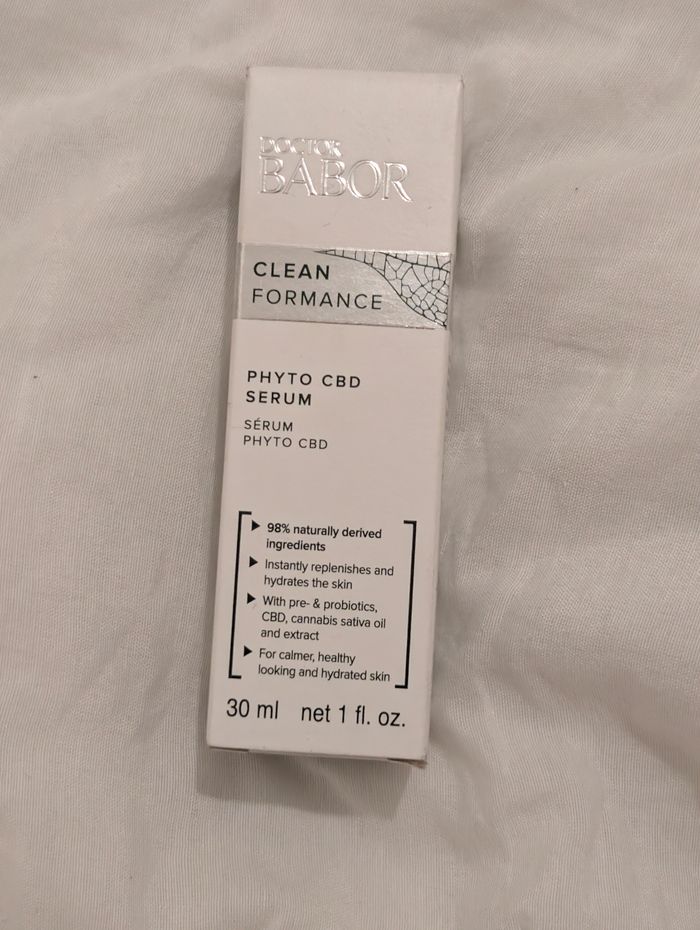 DOCTOR
BABOR
CLEAN
FORMANCE
PHYTO CBD
SERUM
SÉRUM
PHYTO CBD
98% naturally derived
ingredients
Instantly replenishes and
hydrates the skin
With pre- & probiotics,
CBD, cannabis sativa oil
and extract
For calmer, healthy
looking and hydrated skin
30 ml net 1 fl. oz.